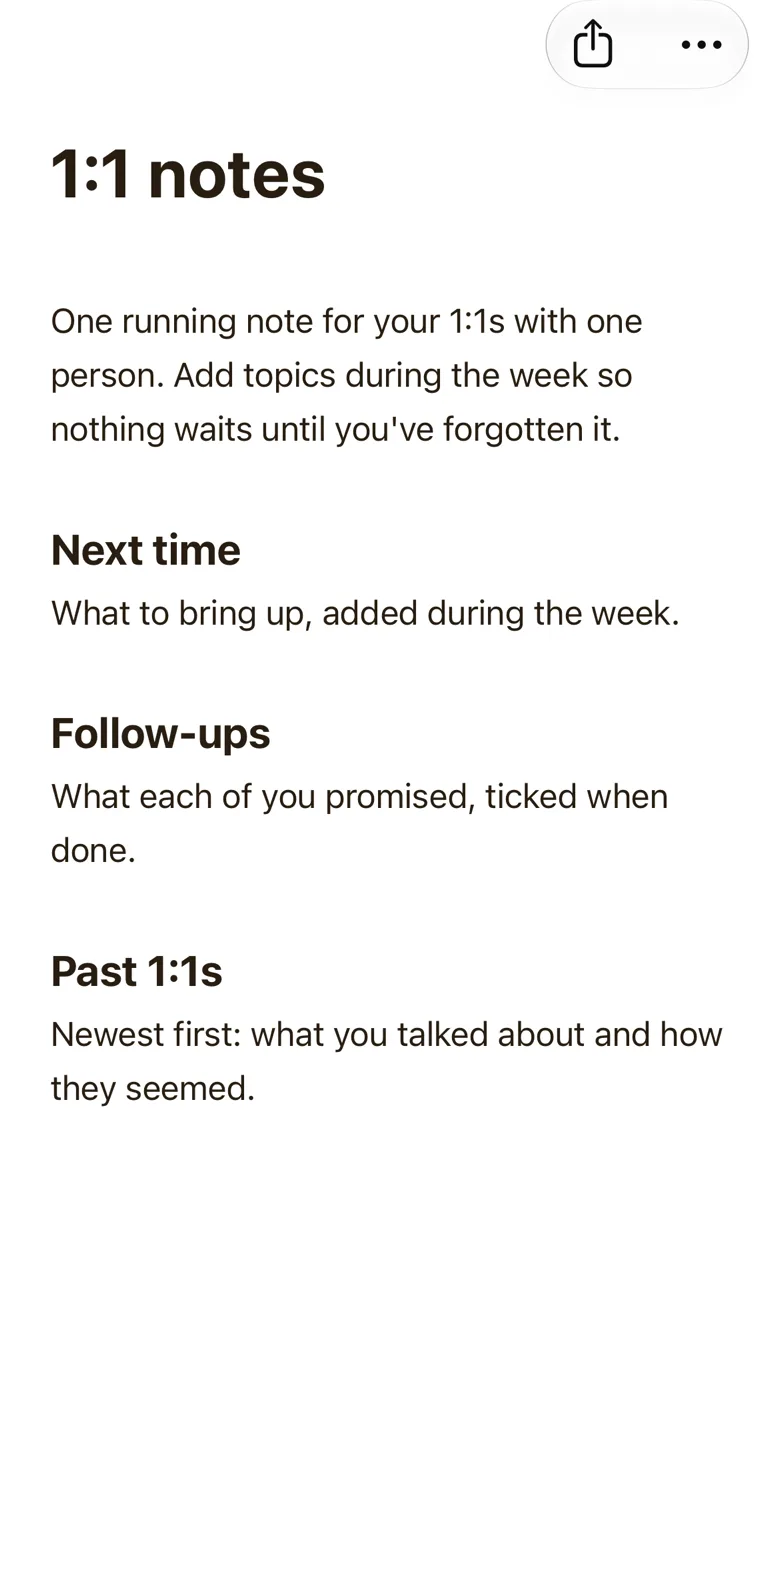 1:1 notes
One running note for your 1:1s with one
person. Add topics during the week so
nothing waits until you've forgotten it.
Next time
What to bring up, added during the week.
Follow-ups
What each of you promised, ticked when
done.
Past 1:1s
Newest first: what you talked about and how
they seemed.